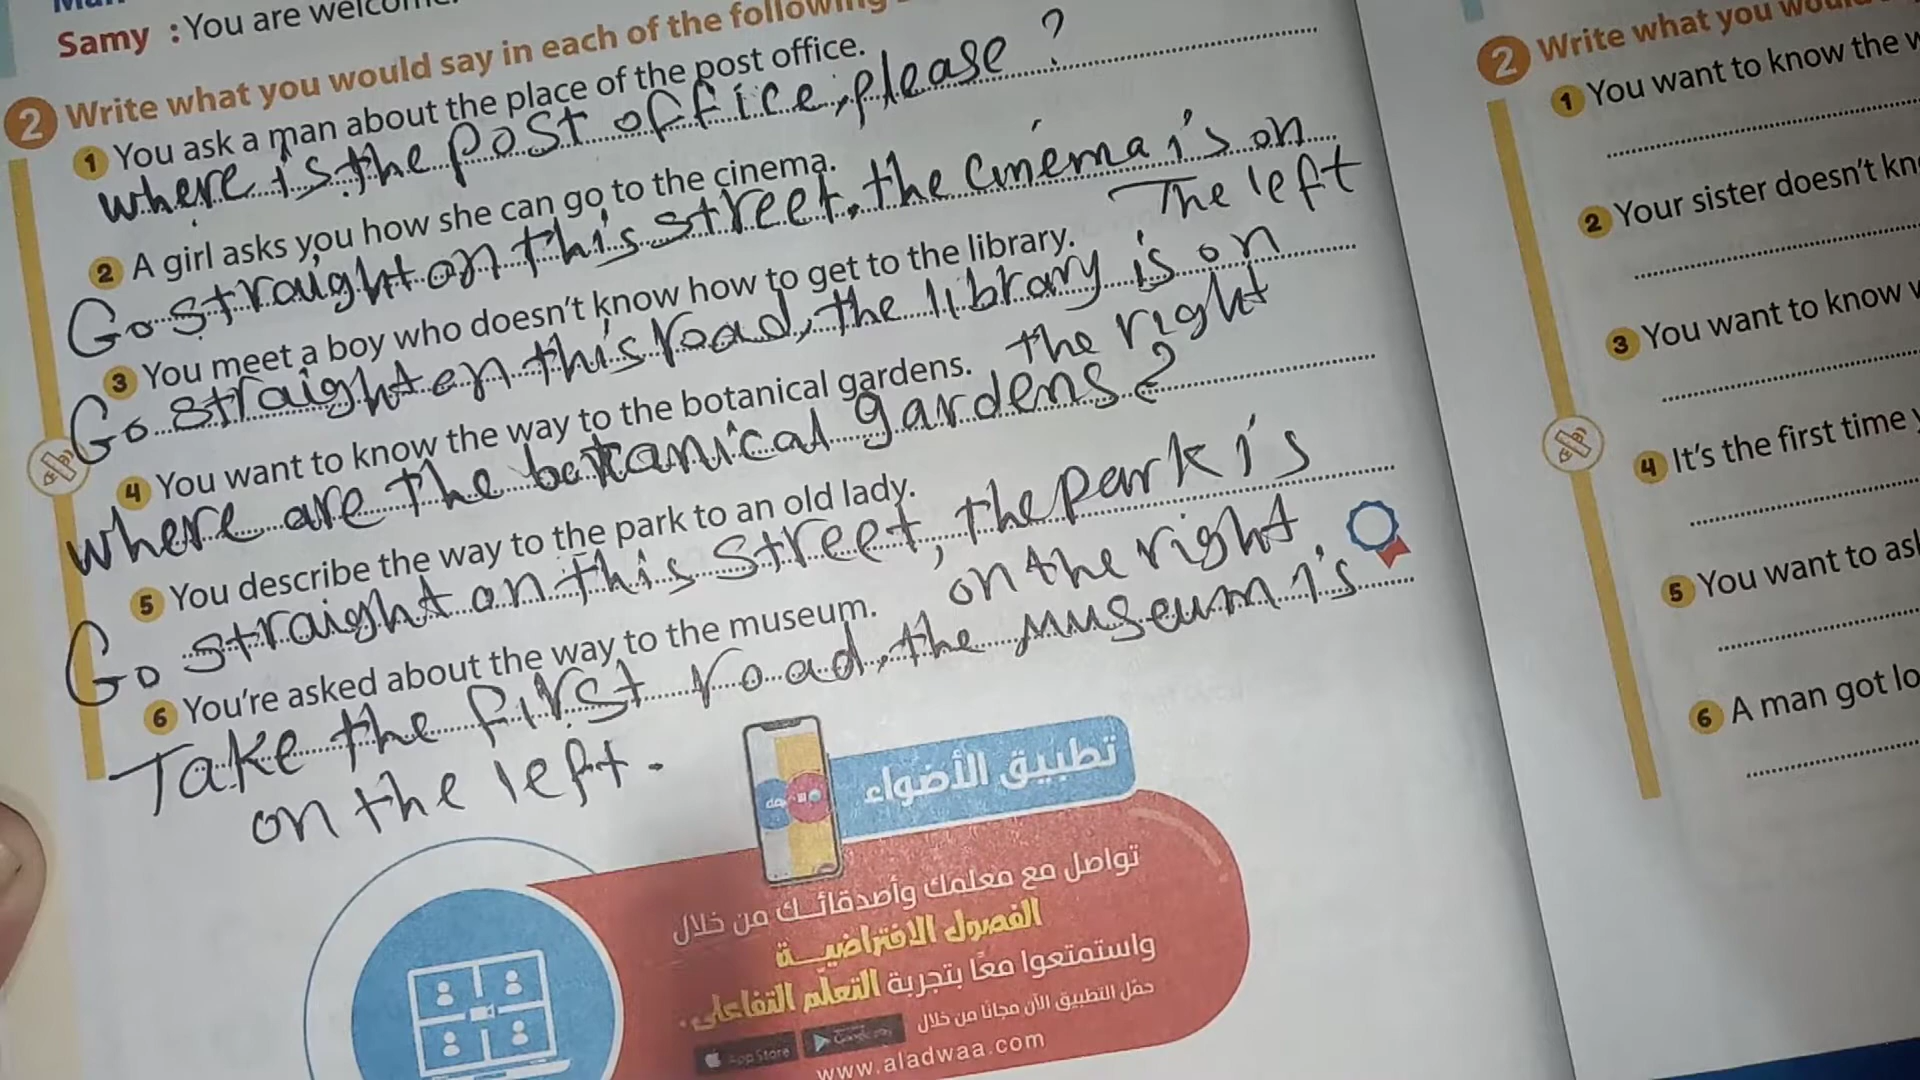 Samy : You are welcome.
2 Write what you would say in each of the following
1 You ask a man about the place of the post office.
where is the post office, please ?
2 A girl asks you how she can go to the cinema.
Go straight on this street, the cinema is on
The left
3 You meet a boy who doesn't know how to get to the library.
Go straight on this road, the library is on
the right
4 You want to know the way to the botanical gardens.
where are the botanical gardens ?
5 You describe the way to the park to an old lady.
Go straight on this street, the park is
on the right
6 You're asked about the way to the museum.
Take the first road, the museum is
on the left.
تطبيق الأضواء
تواصل مع معلمك وأصدقائك من خلال
الفصول الافتراضية
واستمتعوا معًا بتجربة التعلّم التفاعلي.
حمّل التطبيق الآن مجانًا من خلال
App Store Google play
www.aladwaa.com
2 Write what you
1 You want to know the
2 Your sister doesn't
3 You want to know
4 It's the first time
5 You want to
6 A man got